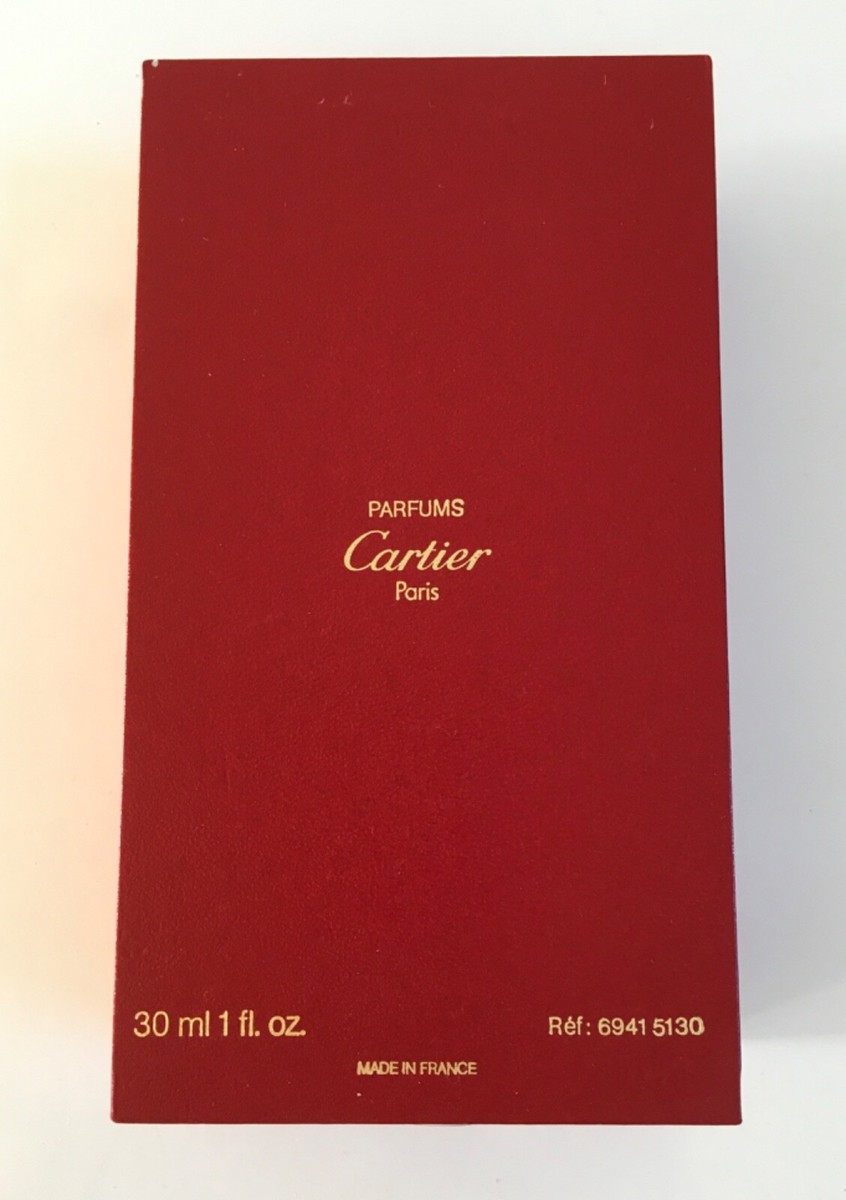 PARFUMS
Cartier
Paris
30 ml 1 fl. oz.
Réf: 6941 5130
MADE IN FRANCE